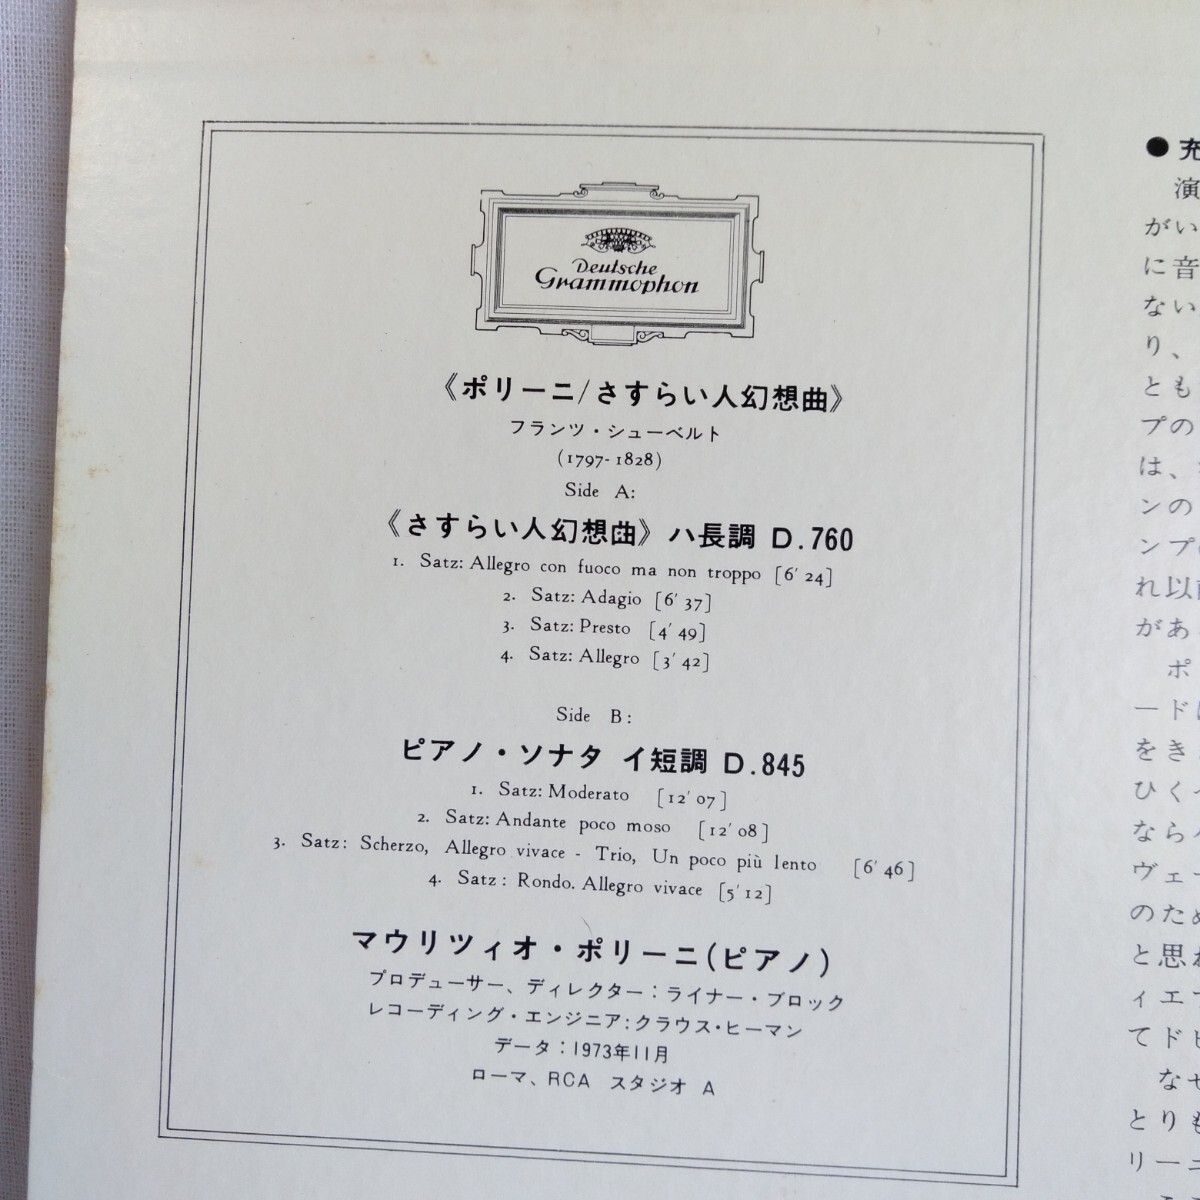 Deutsche
Grammophon
《ポリーニ/さすらい人幻想曲》
フランツ・シューベルト
(1797-1828)
Side A:
《さすらい人幻想曲》ハ長調 D.760
1. Satz: Allegro con fuoco ma non troppo [6′24]
2. Satz: Adagio [6′37]
3. Satz: Presto [4′49]
4. Satz: Allegro [3′42]
Side B:
ピアノ・ソナタ イ短調 D.845
1. Satz: Moderato [12′07]
2. Satz: Andante poco moso [12′08]
3. Satz: Scherzo, Allegro vivace - Trio, Un poco più lento [6′46]
4. Satz: Rondo. Allegro vivace [5′12]
マウリツィオ・ポリーニ(ピアノ)
プロデューサー、ディレクター:ライナー・ブロック
レコーディング・エンジニア:クラウス・ヒーマン
データ:1973年11月
ローマ、RCA スタジオ A
●充
演
がい
に音
ない
り、
とも
プの
は、
ンの
ンプ
れ以前
があ
ポ
ード
をき
ひく
なら
ヴェー
のため
と思わ
ィエ
てド
なぜ
とりも
リーニ